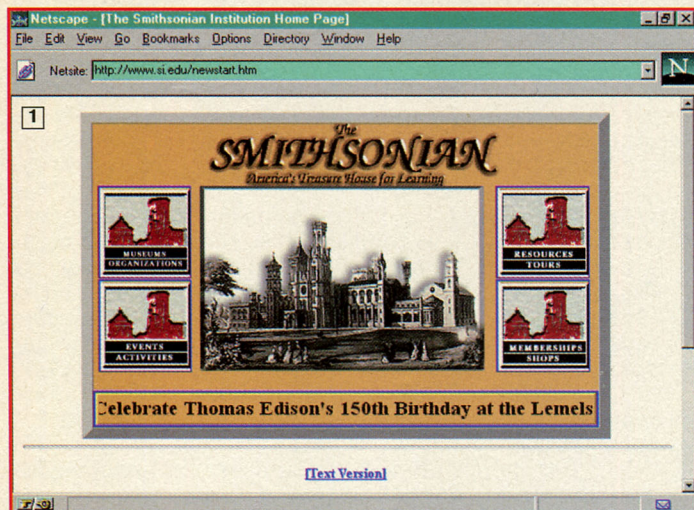 Netscape - [The Smithsonian Institution Home Page]
File Edit View Go Bookmarks Options Directory Window Help
Netsite: http://www.si.edu/newstart.htm
N
1
The
SMITHSONIAN
America's Treasure House for Learning
MUSEUMS
ORGANIZATIONS
RESOURCES
TOURS
EVENTS
ACTIVITIES
MEMBERSHIPS
SHOPS
Celebrate Thomas Edison's 150th Birthday at the Lemels
[Text Version]